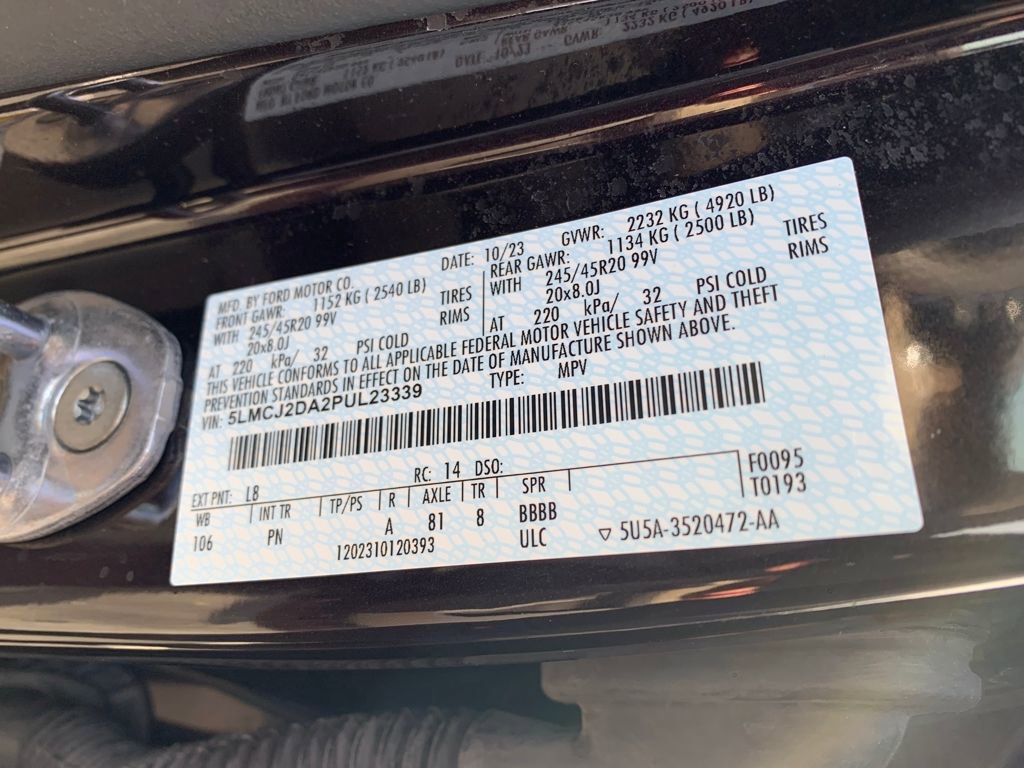 MFD. BY FORD MOTOR CO. DATE: 10/23 GVWR: 2232 KG ( 4920 LB)
FRONT GAWR: 1152 KG ( 2540 LB) REAR GAWR: 1134 KG ( 2500 LB)
WITH 245/45R20 99V TIRES WITH 245/45R20 99V TIRES
20x8.0J RIMS 20x8.0J RIMS
AT 220 kPa/ 32 PSI COLD AT 220 kPa/ 32 PSI COLD
THIS VEHICLE CONFORMS TO ALL APPLICABLE FEDERAL MOTOR VEHICLE SAFETY AND THEFT
PREVENTION STANDARDS IN EFFECT ON THE DATE OF MANUFACTURE SHOWN ABOVE.
VIN: 5LMCJ2DA2PUL23339 TYPE: MPV
EXT PNT: L8 RC: 14 DSO:
WB INT TR TP/PS R AXLE TR SPR F0095
106 PN A 81 8 BBBB T0193
1202310120393 ULC ▽ 5U5A-3520472-AA